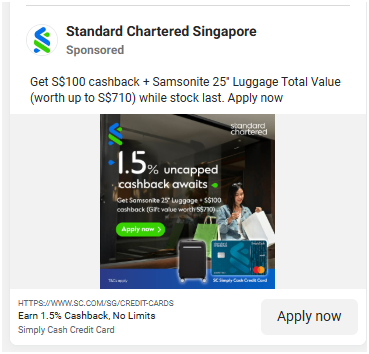 Standard Chartered Singapore
Sponsored
Get S$100 cashback + Samsonite 25" Luggage Total Value
(worth up to S$710) while stock last. Apply now
standard
chartered
1.5% uncapped
cashback awaits
Get Samsonite 25" Luggage + S$100
cashback (Gift value worth S$710)
Apply now >
T&Cs apply.
SC Simply Cash Credit Card
HTTPS://WWW.SC.COM/SG/CREDIT-CARDS
Earn 1.5% Cashback, No Limits
Simply Cash Credit Card
Apply now